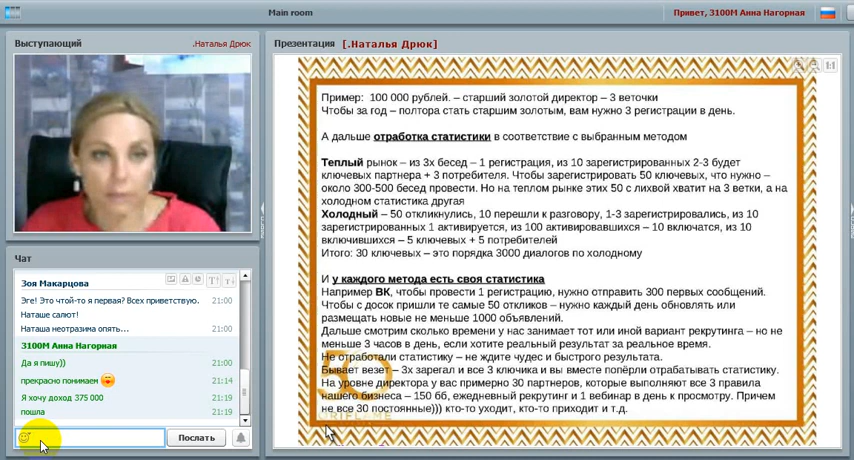 Main room
Привет, 3100M Анна Нагорная
Выступающий
.Наталья Дрюк
Чат
Зоя Макарцова
Эге! Это чтой-то я первая? Всех приветствую. 21:00
Наташе салют!
Наташа неотразима опять... 21:00
3100M Анна Нагорная
Да я пишу)) 21:00
прекрасно понимаем 21:14
Я хочу доход 375 000 21:19
пошла 21:19
Послать
Презентация [.Наталья Дрюк]
1:1
Пример: 100 000 рублей. – старший золотой директор – 3 веточки
Чтобы за год – полтора стать старшим золотым, вам нужно 3 регистрации в день.
А дальше отработка статистики в соответствие с выбранным методом
Теплый рынок – из 3х бесед – 1 регистрация, из 10 зарегистрированных 2-3 будет
ключевых партнера + 3 потребителя. Чтобы зарегистрировать 50 ключевых, что нужно –
около 300-500 бесед провести. Но на теплом рынке этих 50 с лихвой хватит на 3 ветки, а на
холодном статистика другая
Холодный – 50 откликнулись, 10 перешли к разговору, 1-3 зарегистрировались, из 10
зарегистрированных 1 активируется, из 100 активировавшихся – 10 включатся, из 10
включившихся – 5 ключевых + 5 потребителей
Итого: 30 ключевых – это порядка 3000 диалогов по холодному
И у каждого метода есть своя статистика
Например ВК, чтобы провести 1 регистрацию, нужно отправить 300 первых сообщений.
Чтобы с досок пришли те самые 50 откликов – нужно каждый день обновлять или
размещать новые не меньше 1000 объявлений.
Дальше смотрим сколько времени у нас занимает тот или иной вариант рекрутинга – но не
меньше 3 часов в день, если хотите реальный результат за реальное время.
Не отработали статистику – не ждите чудес и быстрого результата.
Бывает везет – 3х зарегал и все 3 ключика и вы вместе попёрли отрабатывать статистику.
На уровне директора у вас примерно 30 партнеров, которые выполняют все 3 правила
нашего бизнеса – 150 бб, ежедневный рекрутинг и 1 вебинар в день к просмотру. Причем
не все 30 постоянные))) кто-то уходит, кто-то приходит и т.д.
50
ORIFLAME